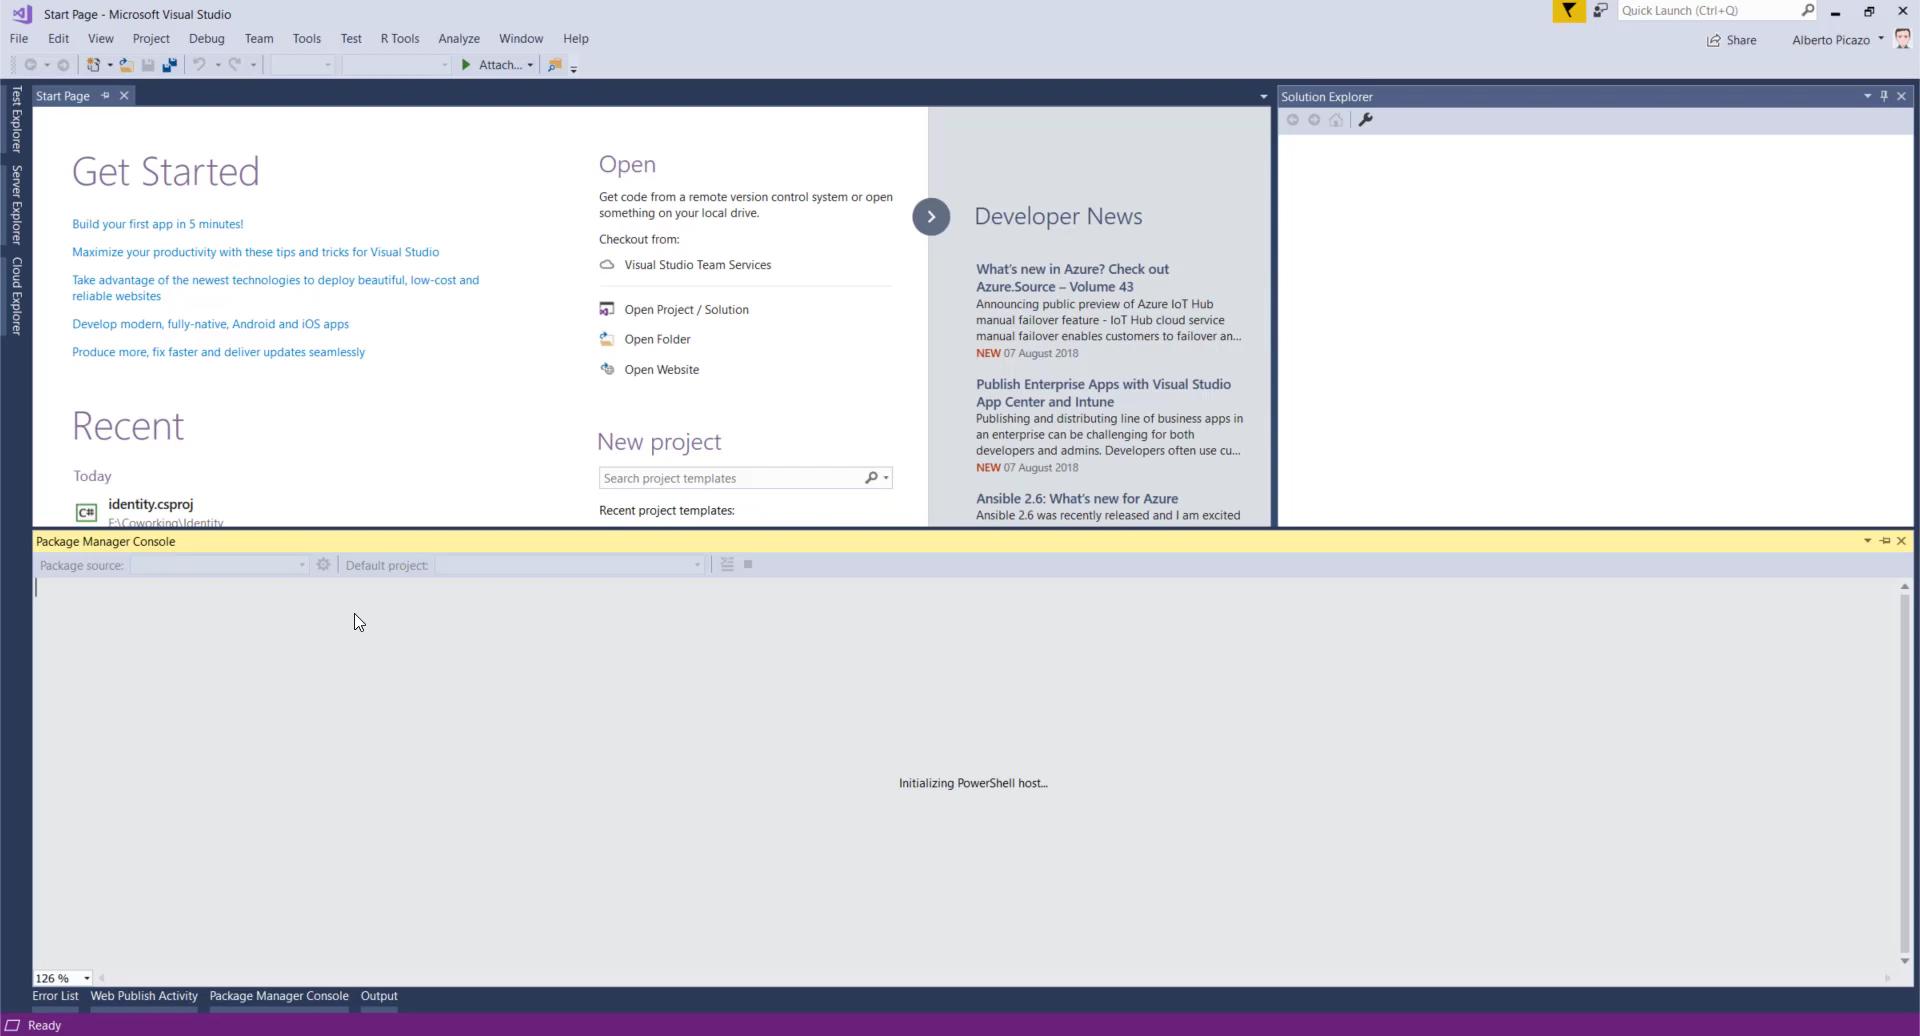 Start Page - Microsoft Visual Studio
Quick Launch (Ctrl+Q)
File Edit View Project Debug Team Tools Test R Tools Analyze Window Help
Share
Alberto Picazo
Attach...
Test Explorer
Server Explorer
Cloud Explorer
Start Page
Get Started
Build your first app in 5 minutes!
Maximize your productivity with these tips and tricks for Visual Studio
Take advantage of the newest technologies to deploy beautiful, low-cost and
reliable websites
Develop modern, fully-native, Android and iOS apps
Produce more, fix faster and deliver updates seamlessly
Recent
Today
C#
identity.csproj
F:\Coworking\Identity
Open
Get code from a remote version control system or open
something on your local drive.
Checkout from:
Visual Studio Team Services
Open Project / Solution
Open Folder
Open Website
New project
Search project templates
Recent project templates:
Developer News
What's new in Azure? Check out
Azure.Source – Volume 43
Announcing public preview of Azure IoT Hub
manual failover feature - IoT Hub cloud service
manual failover enables customers to failover an...
NEW 07 August 2018
Publish Enterprise Apps with Visual Studio
App Center and Intune
Publishing and distributing line of business apps in
an enterprise can be challenging for both
developers and admins. Developers often use cu...
NEW 07 August 2018
Ansible 2.6: What's new for Azure
Ansible 2.6 was recently released and I am excited
Solution Explorer
Package Manager Console
Package source:
Default project:
Initializing PowerShell host...
126 %
Error List Web Publish Activity Package Manager Console Output
Ready